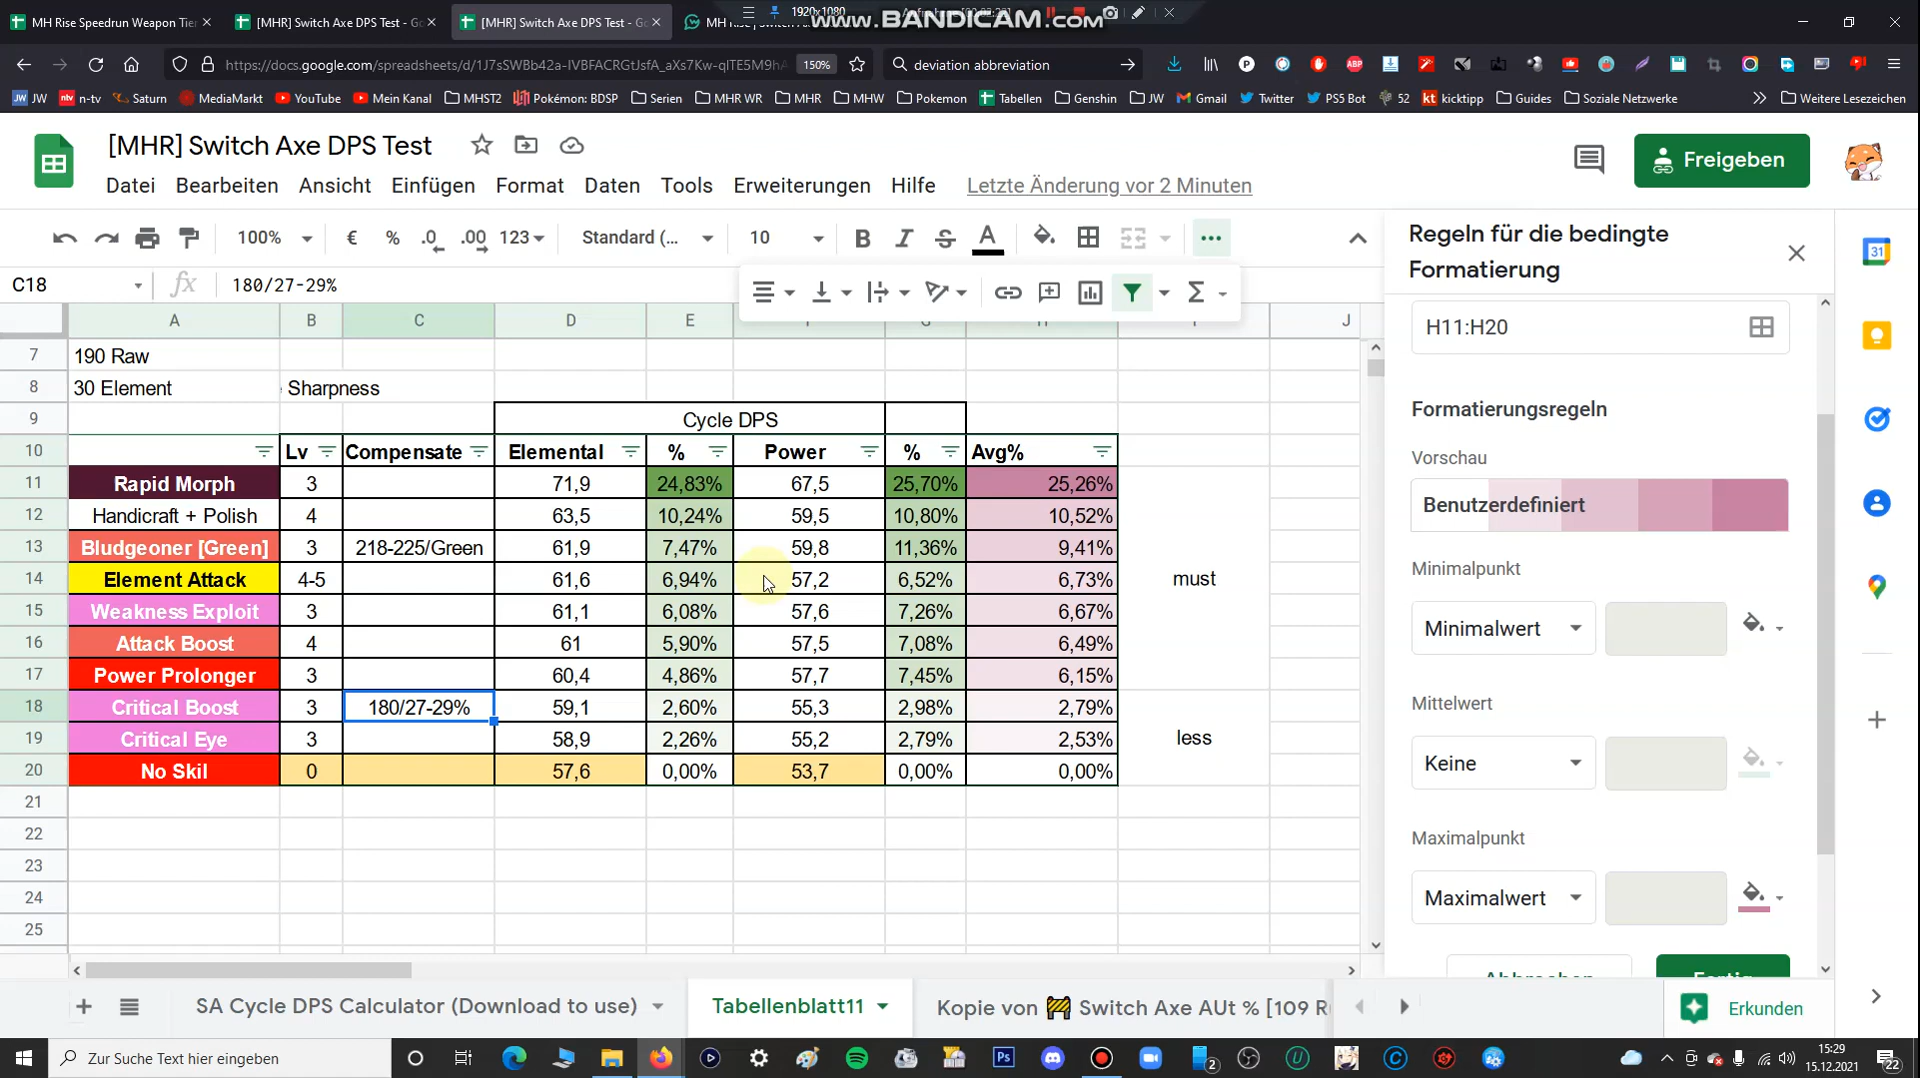 MH Rise Speedrun Weapon Tier
[MHR] Switch Axe DPS Test - Go
[MHR] Switch Axe DPS Test - Go
1920x1080
www.BANDICAM.com
https://docs.google.com/spreadsheets/d/1J7sSWBb42a-IVBFACRGtJsfA_aXs7Kw-qITE5M9hA
150%
deviation abbreviation
JW
n-tv
Saturn
MediaMarkt
YouTube
Mein Kanal
MHST2
Pokémon: BDSP
Serien
MHR WR
MHR
MHW
Pokemon
Tabellen
Genshin
JW
Gmail
Twitter
PS5 Bot
52
kicktipp
Guides
Soziale Netzwerke
Weitere Lesezeichen
[MHR] Switch Axe DPS Test
Freigeben
Datei Bearbeiten Ansicht Einfügen Format Daten Tools Erweiterungen Hilfe Letzte Änderung vor 2 Minuten
100% € % .0 .00 123 Standard (... 10 B I S A
C18 fx 180/27-29%
A B C D E H J
7 190 Raw
8 30 Element Sharpness
9 Cycle DPS
10 Lv Compensate Elemental % Power % Avg%
11 Rapid Morph 3 71,9 24,83% 67,5 25,70% 25,26%
12 Handicraft + Polish 4 63,5 10,24% 59,5 10,80% 10,52%
13 Bludgeoner [Green] 3 218-225/Green 61,9 7,47% 59,8 11,36% 9,41%
14 Element Attack 4-5 61,6 6,94% 57,2 6,52% 6,73% must
15 Weakness Exploit 3 61,1 6,08% 57,6 7,26% 6,67%
16 Attack Boost 4 61 5,90% 57,5 7,08% 6,49%
17 Power Prolonger 3 60,4 4,86% 57,7 7,45% 6,15%
18 Critical Boost 3 180/27-29% 59,1 2,60% 55,3 2,98% 2,79%
19 Critical Eye 3 58,9 2,26% 55,2 2,79% 2,53% less
20 No Skil 0 57,6 0,00% 53,7 0,00% 0,00%
21
22
23
24
25
Regeln für die bedingte
Formatierung
H11:H20
Formatierungsregeln
Vorschau
Benutzerdefiniert
Minimalpunkt
Minimalwert
Mittelwert
Keine
Maximalpunkt
Maximalwert
Abbrechen
Fertig
31
SA Cycle DPS Calculator (Download to use)
Tabellenblatt11
Kopie von 🚧 Switch Axe AUt % [109 R
Erkunden
Zur Suche Text hier eingeben
Ps
2
15:29
15.12.2021
22